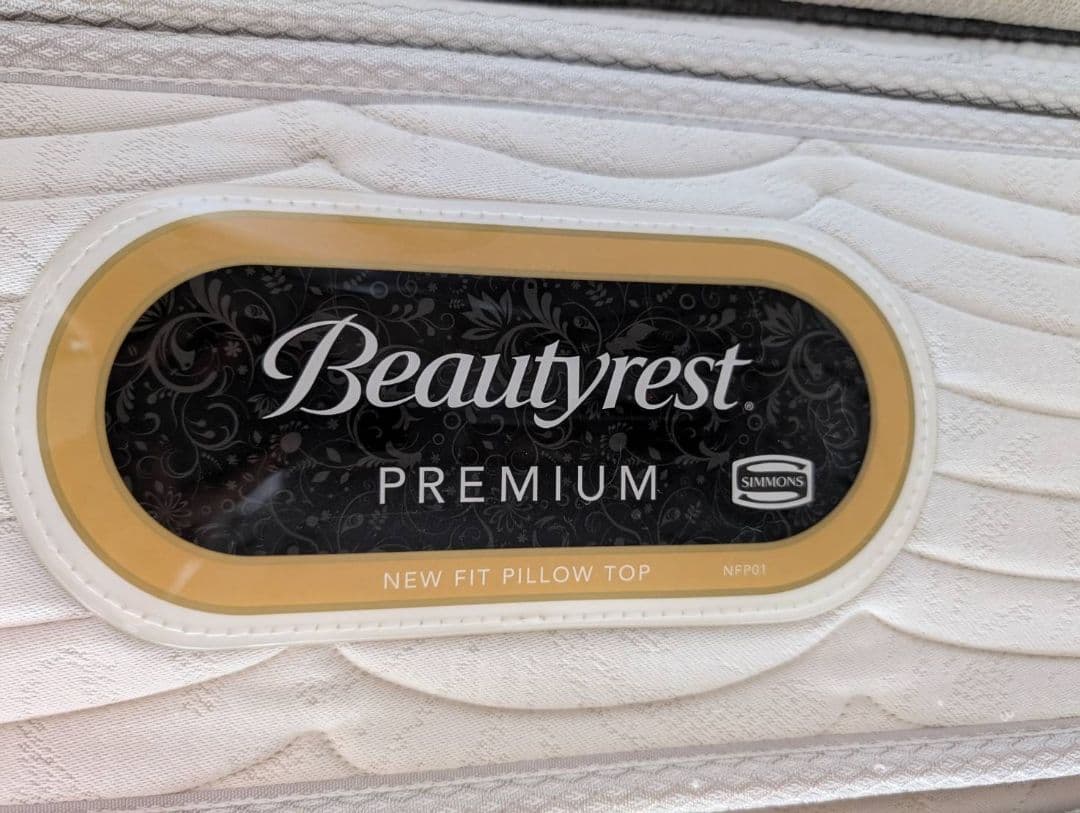 Beautyrest®
PREMIUM
SIMMONS
NEW FIT PILLOW TOP
NFP01